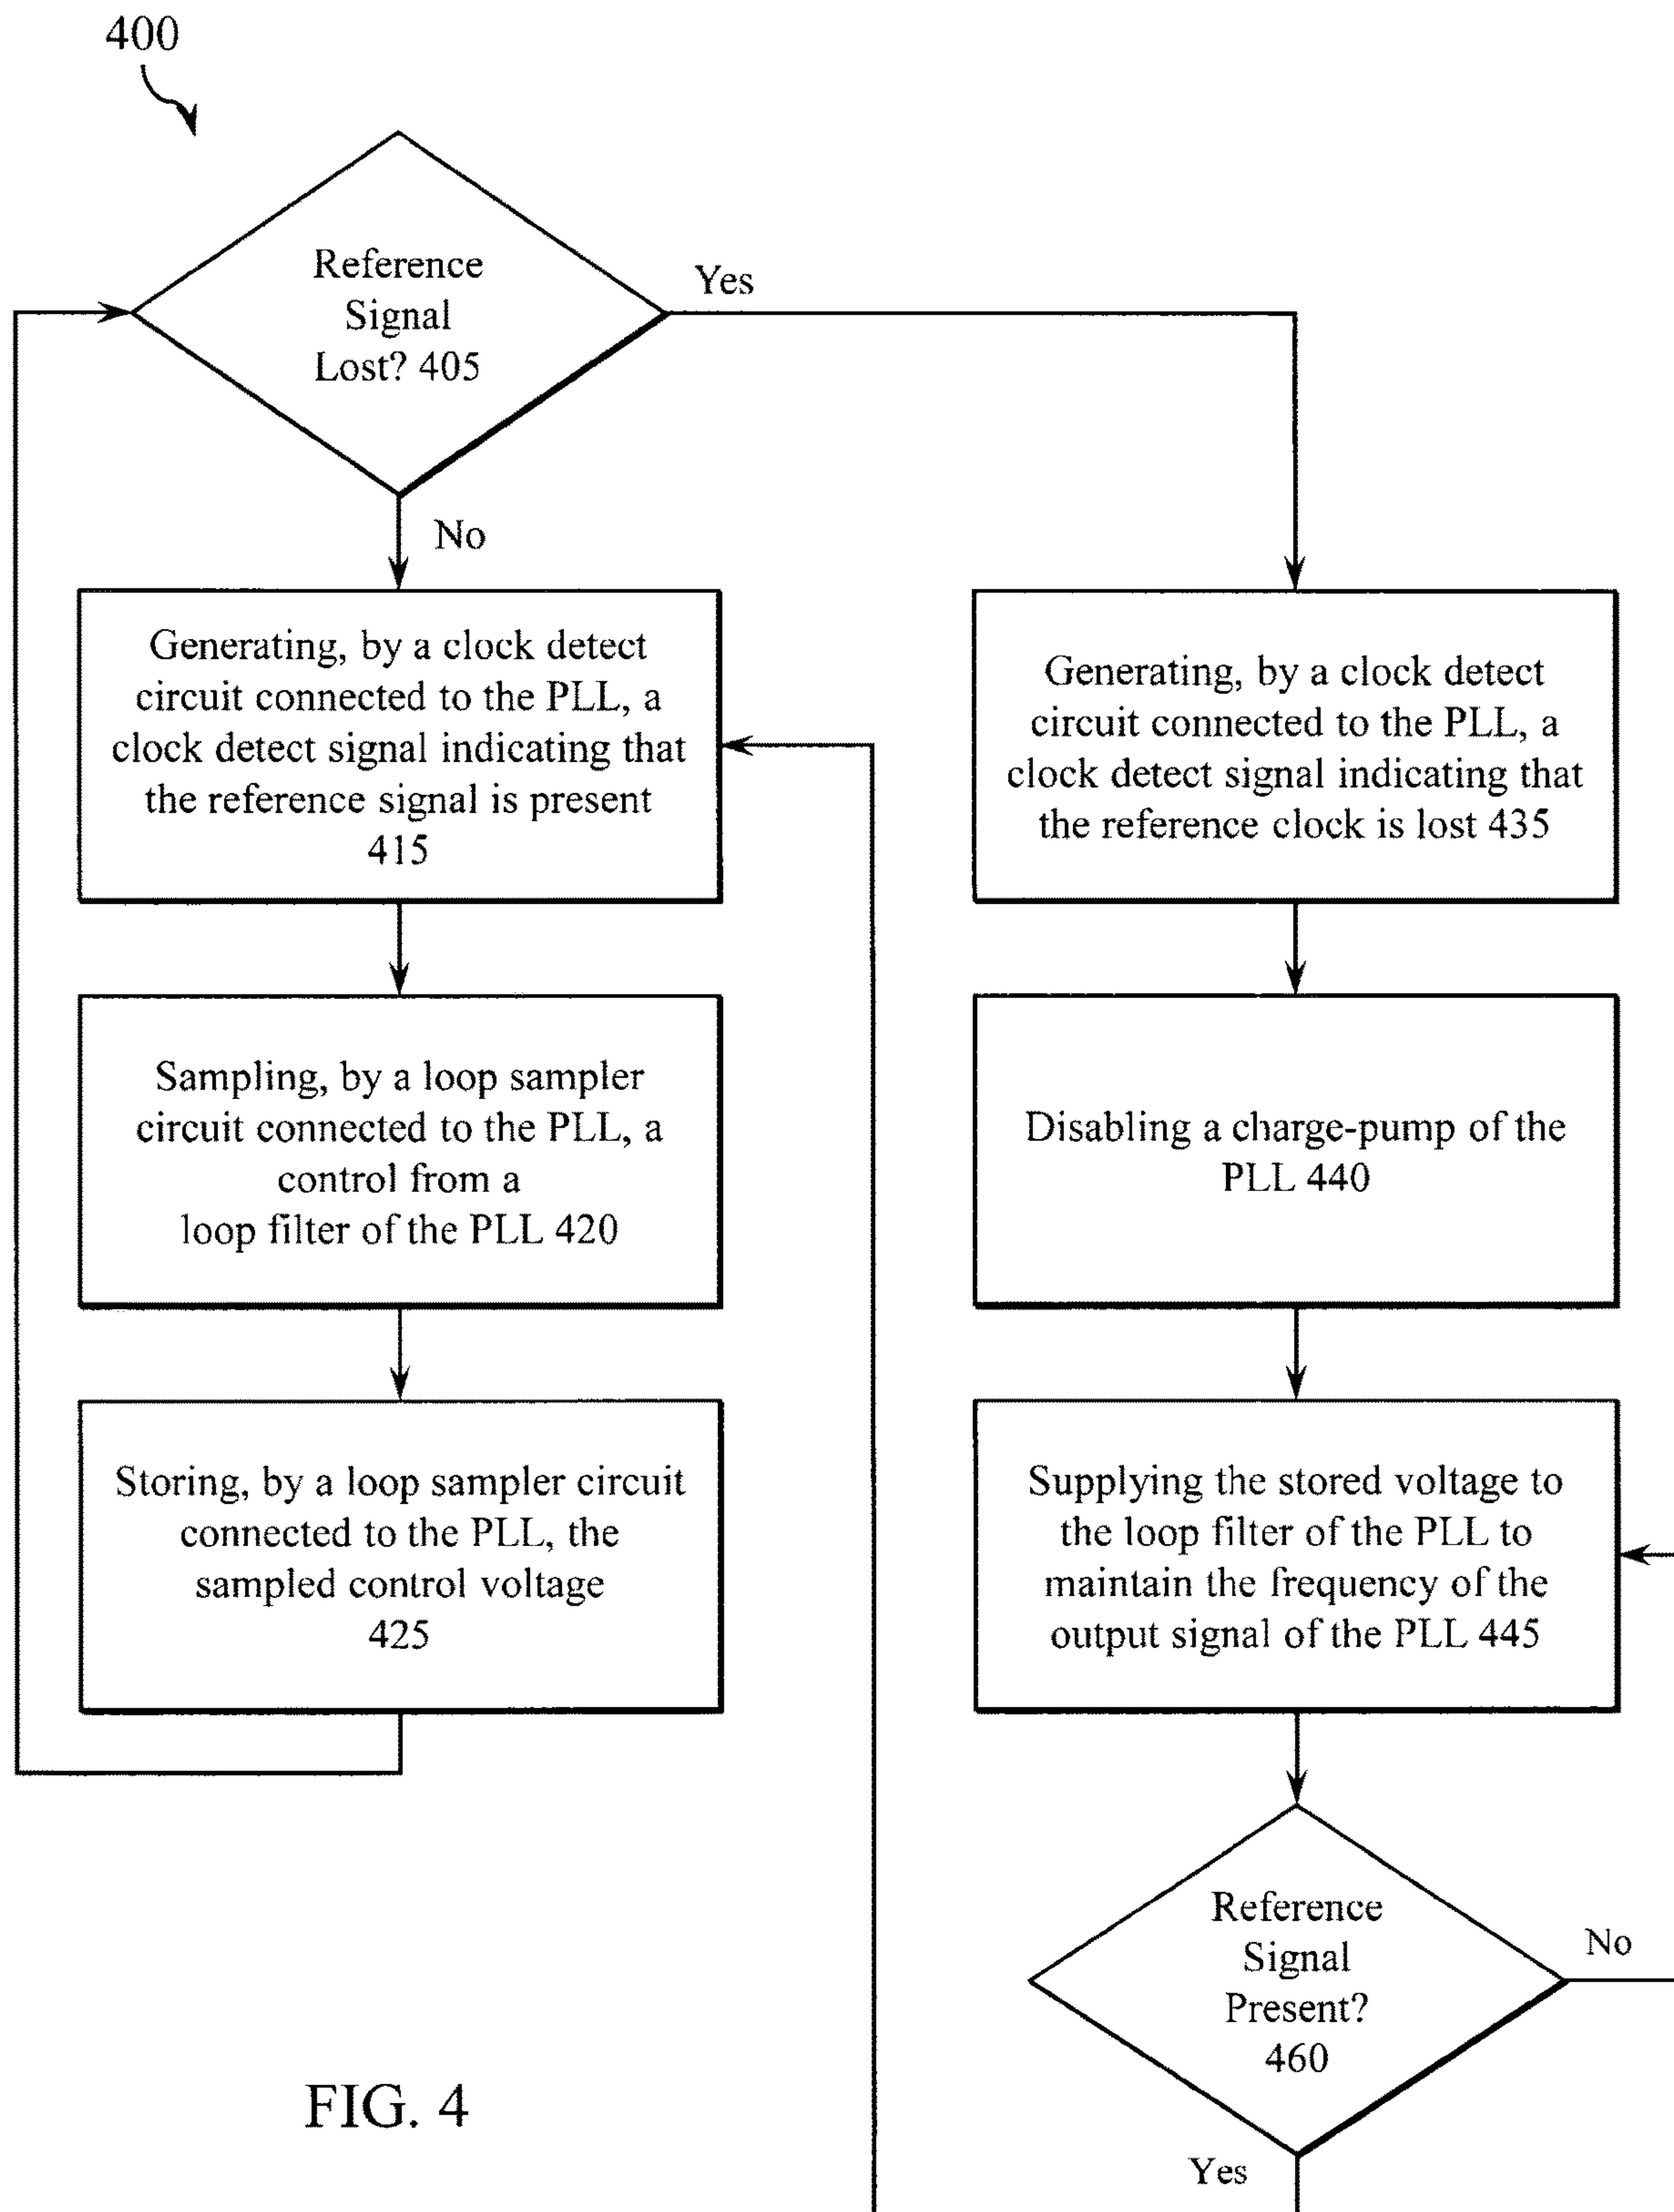 400
Reference
Signal
Lost? 405
Yes
No
Generating, by a clock detect
circuit connected to the PLL, a
clock detect signal indicating that
the reference signal is present
415
Sampling, by a loop sampler
circuit connected to the PLL, a
control from a
loop filter of the PLL 420
Storing, by a loop sampler circuit
connected to the PLL, the
sampled control voltage
425
Generating, by a clock detect
circuit connected to the PLL, a
clock detect signal indicating that
the reference clock is lost 435
Disabling a charge-pump of the
PLL 440
Supplying the stored voltage to
the loop filter of the PLL to
maintain the frequency of the
output signal of the PLL 445
Reference
Signal
Present?
460
No
Yes
FIG. 4